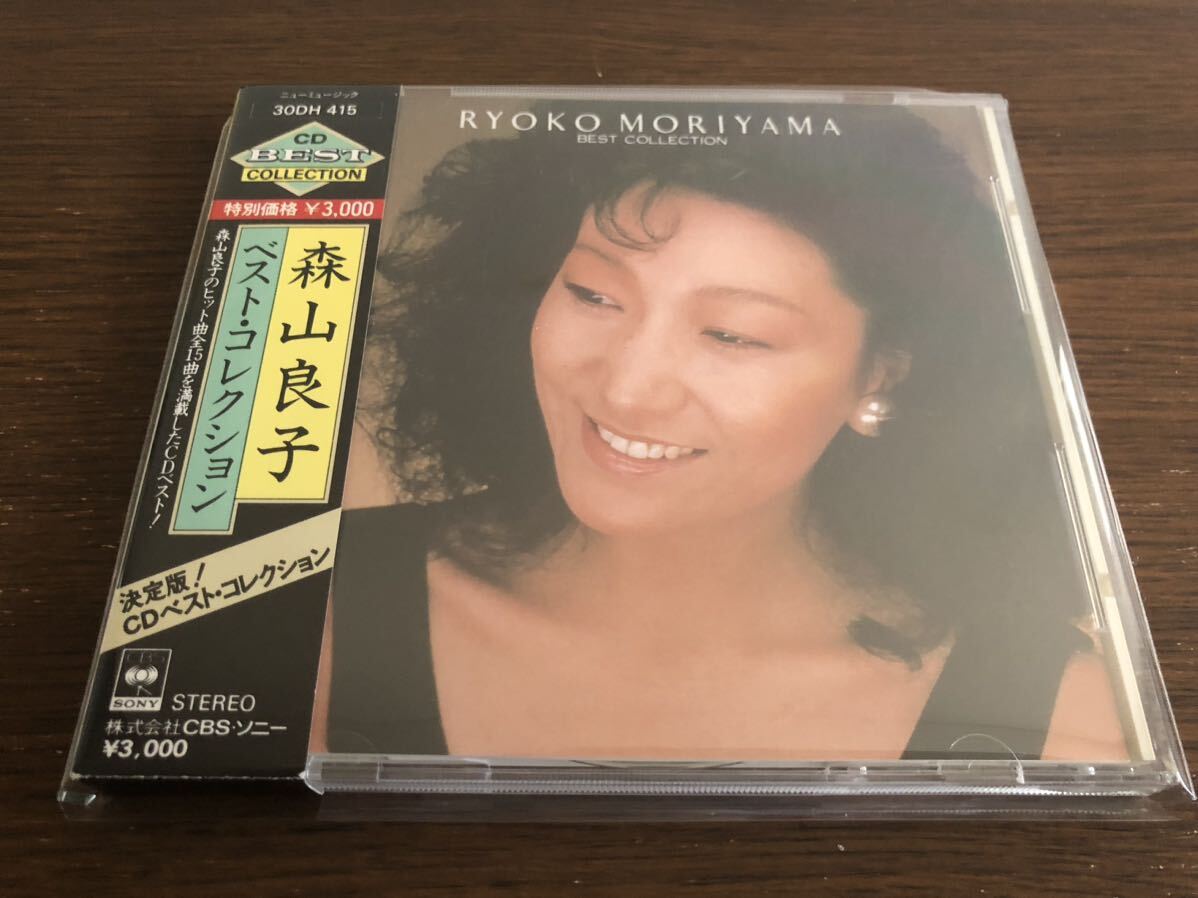 ニューミュージック
30DH 415
CD
BEST
COLLECTION
特別価格 ¥3,000
森山良子
ベスト・コレクション
森山良子のヒット曲全15曲を満載したCDベスト!
決定版!
CDベスト・コレクション
CBS
SONY
STEREO
株式会社CBS・ソニー
¥3,000
RYOKO MORIYAMA
BEST COLLECTION